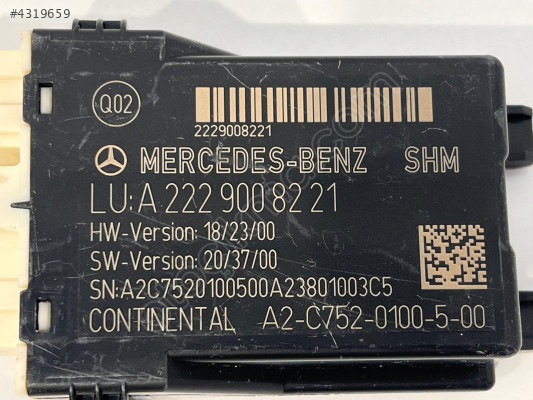 #4319659
Q02
2229008221
MERCEDES-BENZ SHM
LU: A 222 900 82 21
HW-Version: 18/23/00
SW-Version: 20/37/00
SN:A2C7520100500A23801003C5
CONTINENTAL A2-C752-0100-5-00